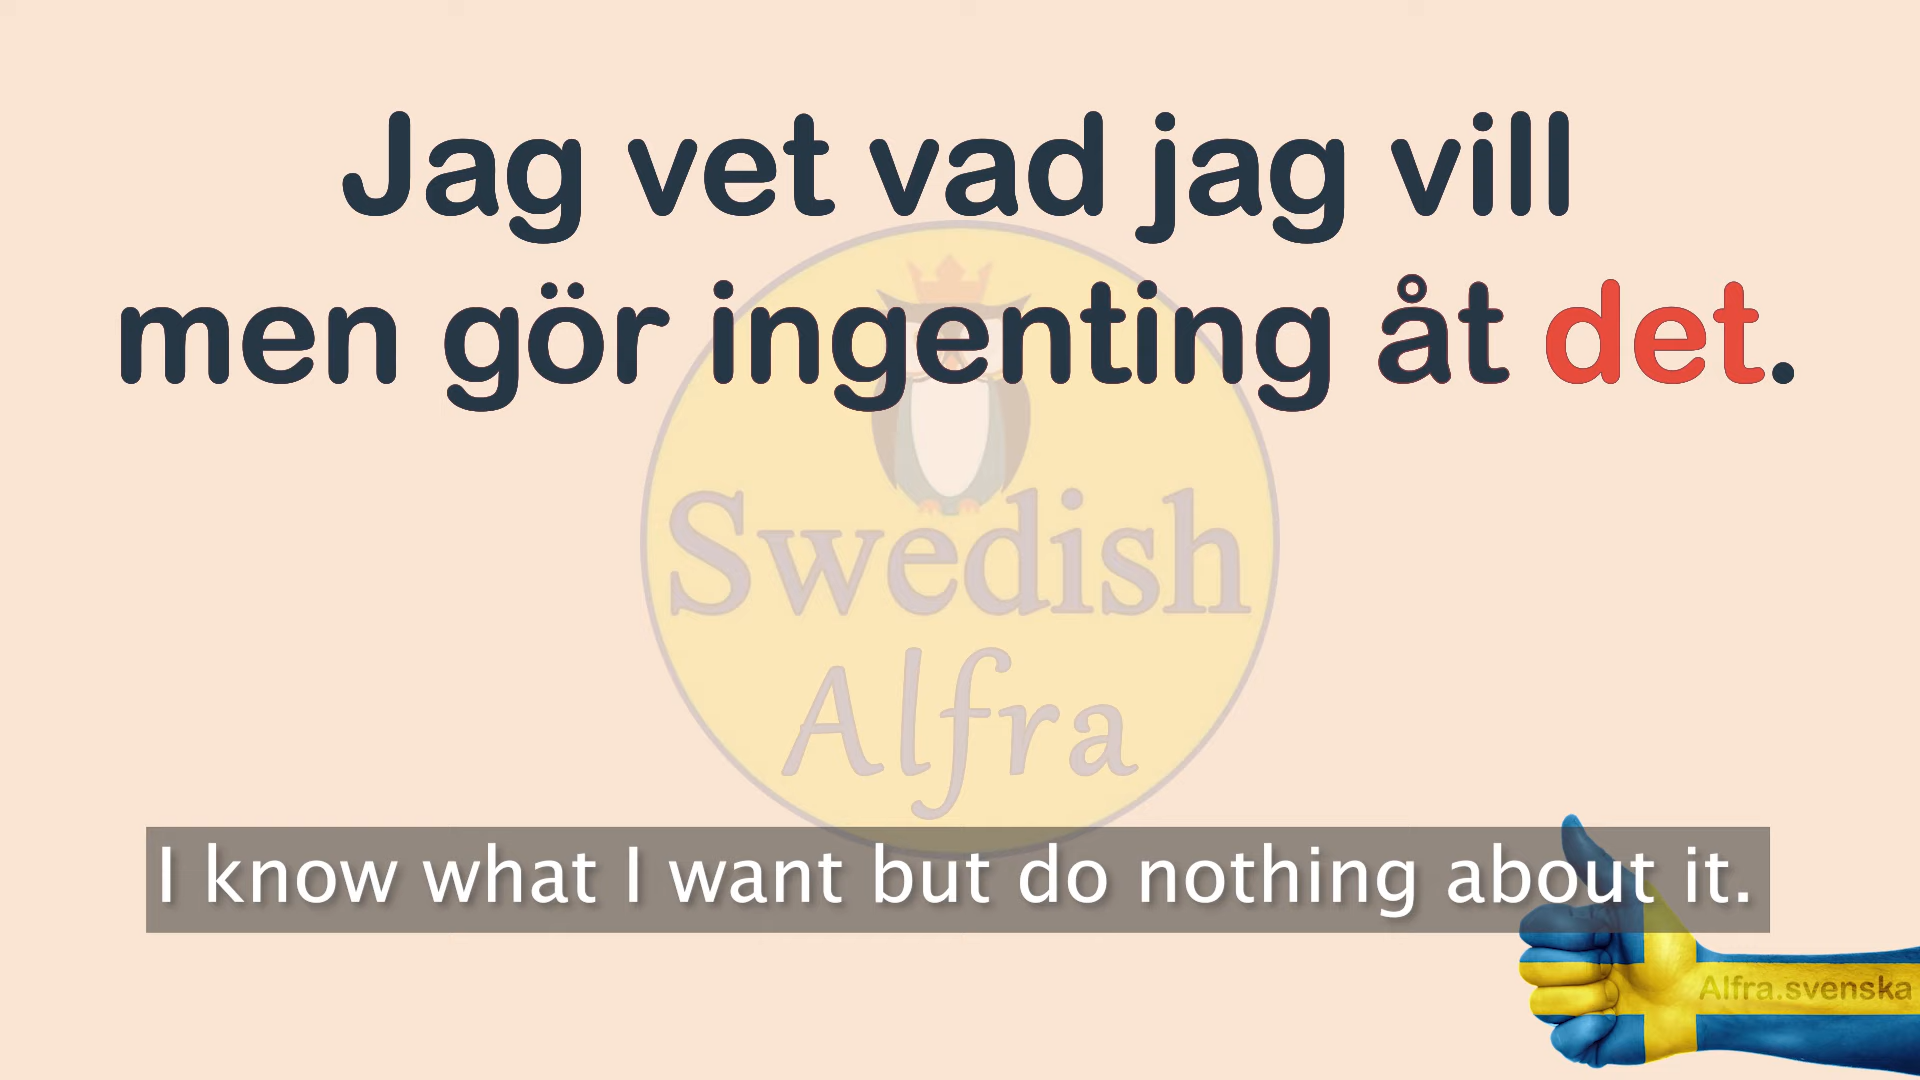 Jag vet vad jag vill
men gör ingenting åt det.
Swedish
Alfra
I know what I want but do nothing about it.
Alfra.svenska